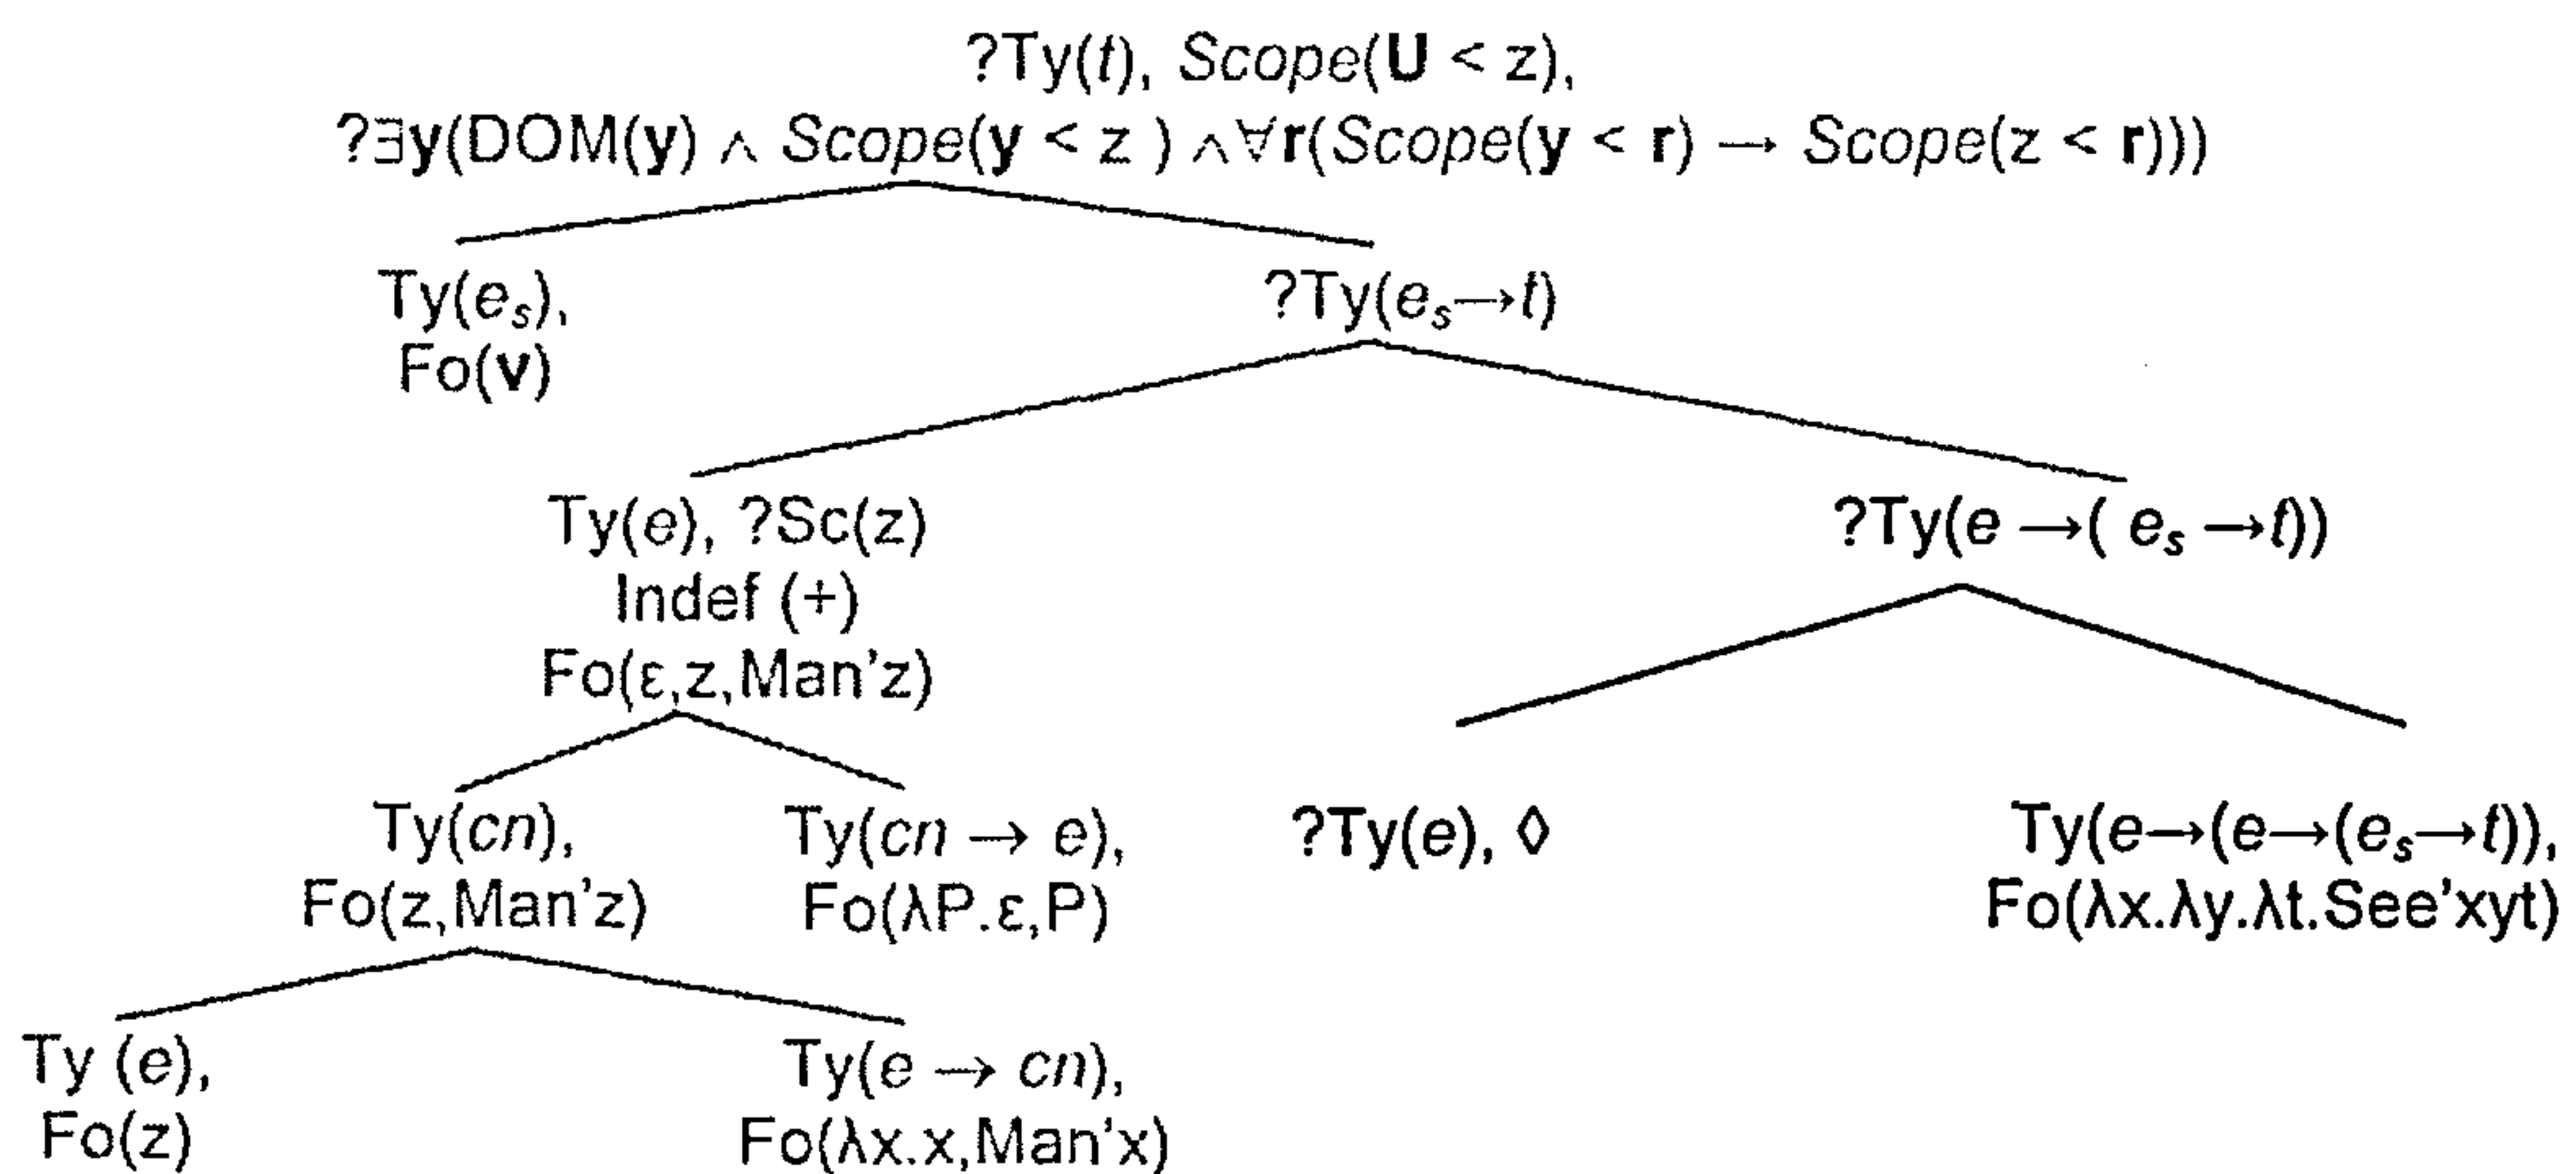 ?Ty(t), Scope(U < z),
?∃y(DOM(y) ∧ Scope(y < z ) ∧∀r(Scope(y < r) → Scope(z < r)))
Ty(eₛ),
Fo(v)
?Ty(eₛ→t)
Ty(e), ?Sc(z)
Indef (+)
Fo(ε,z,Man'z)
?Ty(e →( eₛ →t))
Ty(cn),
Fo(z,Man'z)
Ty(cn → e),
Fo(λP.ε,P)
?Ty(e), ◊
Ty(e→(e→(eₛ→t)),
Fo(λx.λy.λt.See'xyt)
Ty (e),
Fo(z)
Ty(e → cn),
Fo(λx.x,Man'x)